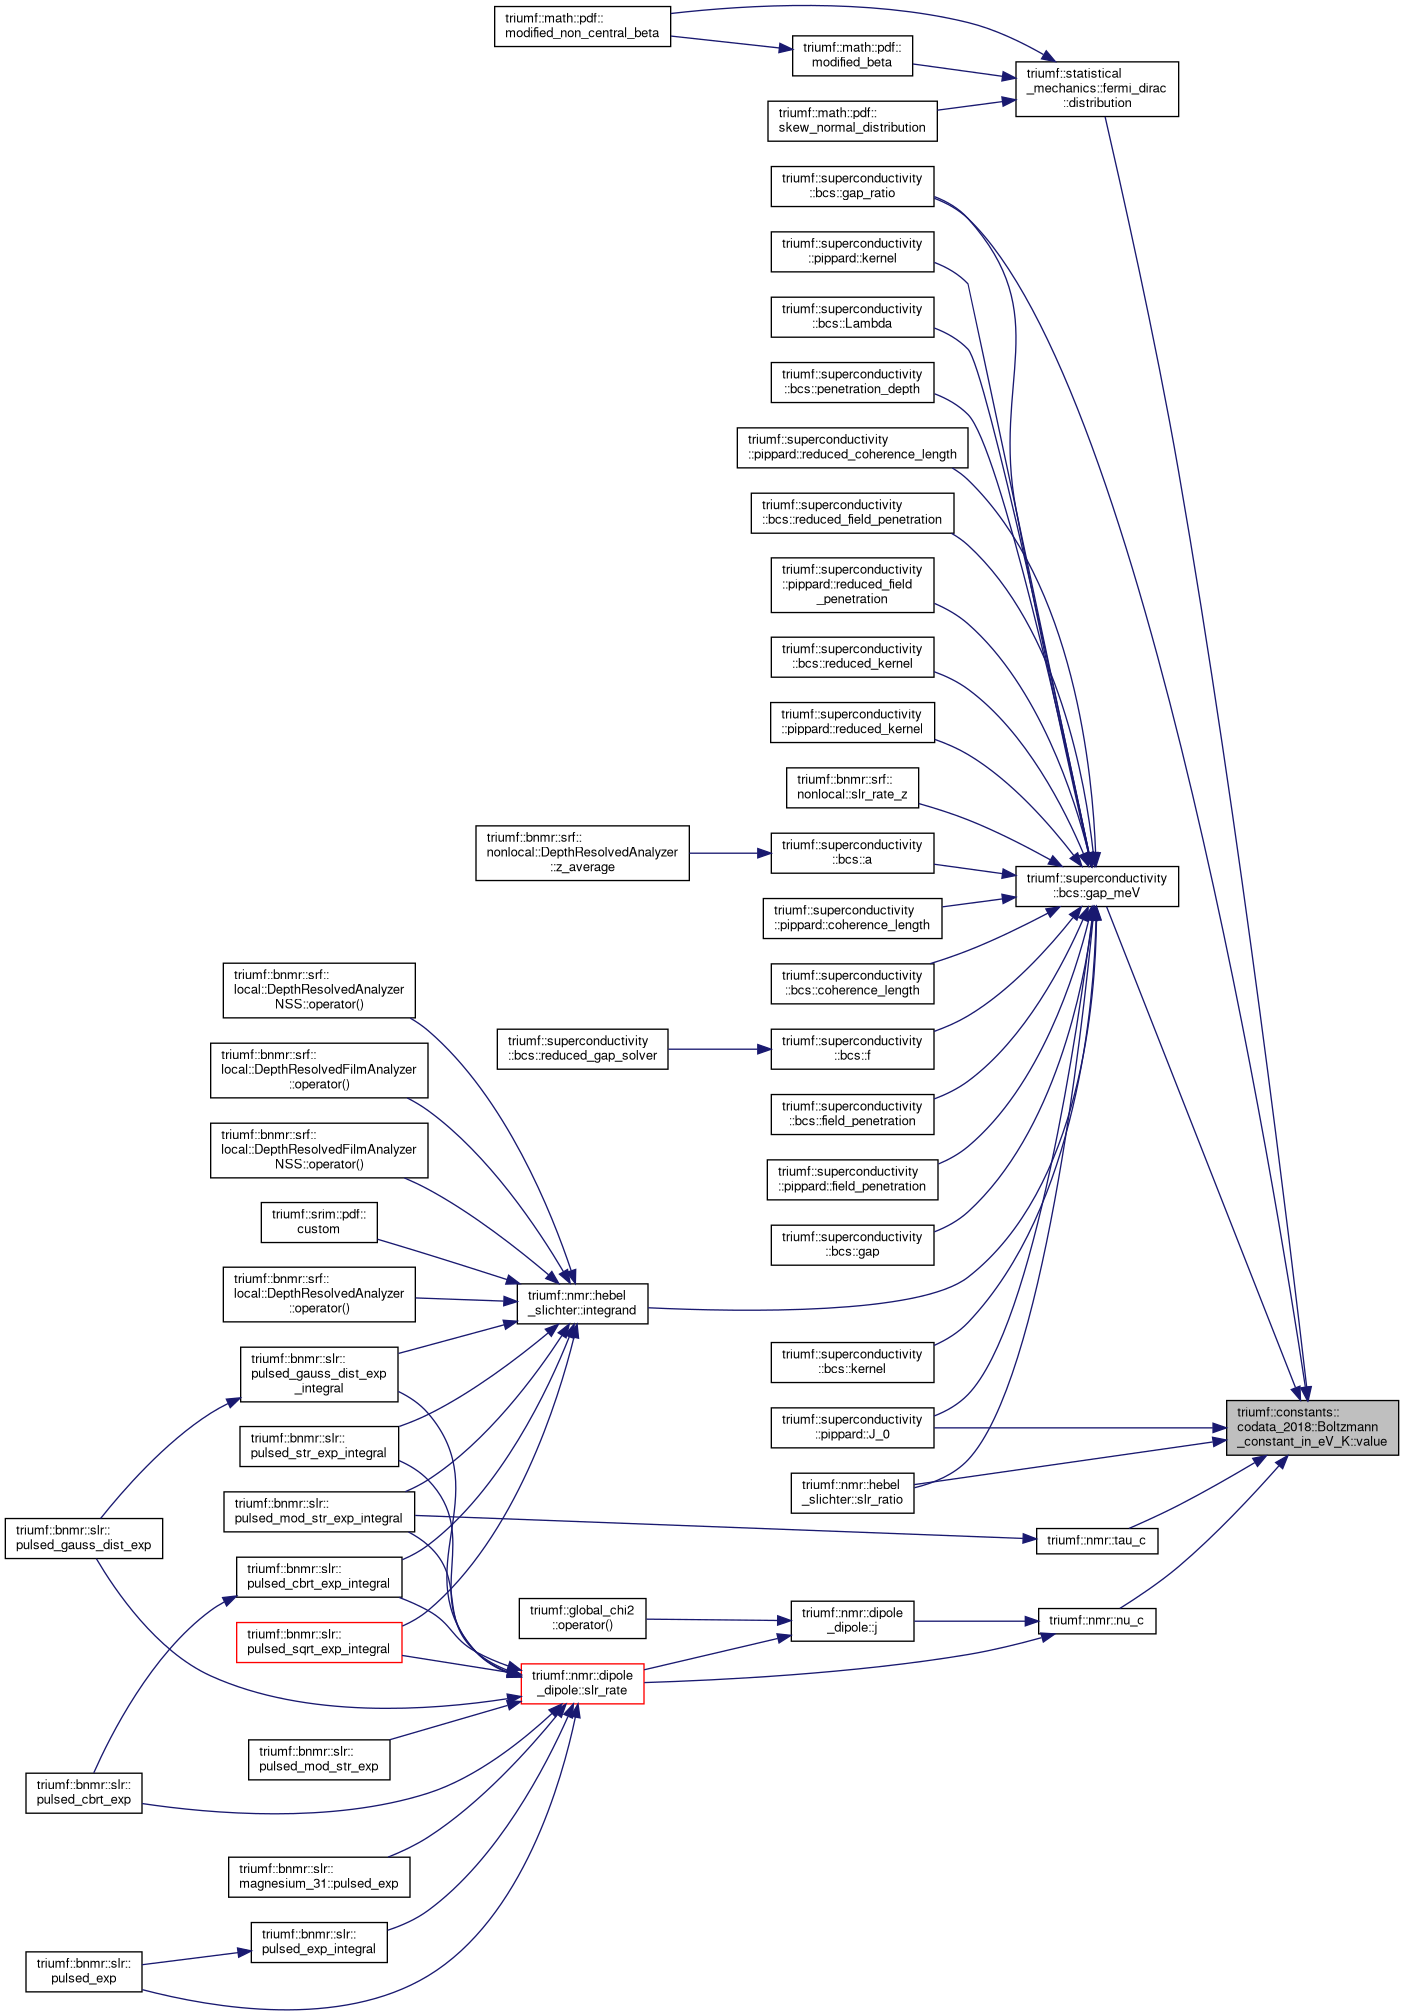 triumf::math::pdf::
modified_non_central_beta
triumf::math::pdf::
modified_beta
triumf::statistical
_mechanics::fermi_dirac
::distribution
triumf::math::pdf::
skew_normal_distribution
triumf::superconductivity
::bcs::gap_ratio
triumf::superconductivity
::pippard::kernel
triumf::superconductivity
::bcs::Lambda
triumf::superconductivity
::bcs::penetration_depth
triumf::superconductivity
::pippard::reduced_coherence_length
triumf::superconductivity
::bcs::reduced_field_penetration
triumf::superconductivity
::pippard::reduced_field
_penetration
triumf::superconductivity
::bcs::reduced_kernel
triumf::superconductivity
::pippard::reduced_kernel
triumf::bnmr::srf::
nonlocal::slr_rate_z
triumf::bnmr::srf::
nonlocal::DepthResolvedAnalyzer
::z_average
triumf::superconductivity
::bcs::a
triumf::superconductivity
::bcs::gap_meV
triumf::superconductivity
::pippard::coherence_length
triumf::superconductivity
::bcs::coherence_length
triumf::bnmr::srf::
local::DepthResolvedAnalyzer
NSS::operator()
triumf::superconductivity
::bcs::reduced_gap_solver
triumf::superconductivity
::bcs::f
triumf::bnmr::srf::
local::DepthResolvedFilmAnalyzer
::operator()
triumf::superconductivity
::bcs::field_penetration
triumf::bnmr::srf::
local::DepthResolvedFilmAnalyzer
NSS::operator()
triumf::superconductivity
::pippard::field_penetration
triumf::srim::pdf::
custom
triumf::superconductivity
::bcs::gap
triumf::bnmr::srf::
local::DepthResolvedAnalyzer
::operator()
triumf::nmr::hebel
_slichter::integrand
triumf::bnmr::slr::
pulsed_gauss_dist_exp
_integral
triumf::superconductivity
::bcs::kernel
triumf::bnmr::slr::
pulsed_str_exp_integral
triumf::superconductivity
::pippard::J_0
triumf::constants::
codata_2018::Boltzmann
_constant_in_eV_K::value
triumf::bnmr::slr::
pulsed_mod_str_exp_integral
triumf::nmr::hebel
_slichter::slr_ratio
triumf::bnmr::slr::
pulsed_gauss_dist_exp
triumf::nmr::tau_c
triumf::bnmr::slr::
pulsed_cbrt_exp_integral
triumf::global_chi2
::operator()
triumf::nmr::dipole
_dipole::j
triumf::nmr::nu_c
triumf::bnmr::slr::
pulsed_sqrt_exp_integral
triumf::nmr::dipole
_dipole::slr_rate
triumf::bnmr::slr::
pulsed_mod_str_exp
triumf::bnmr::slr::
pulsed_cbrt_exp
triumf::bnmr::slr::
magnesium_31::pulsed_exp
triumf::bnmr::slr::
pulsed_exp_integral
triumf::bnmr::slr::
pulsed_exp